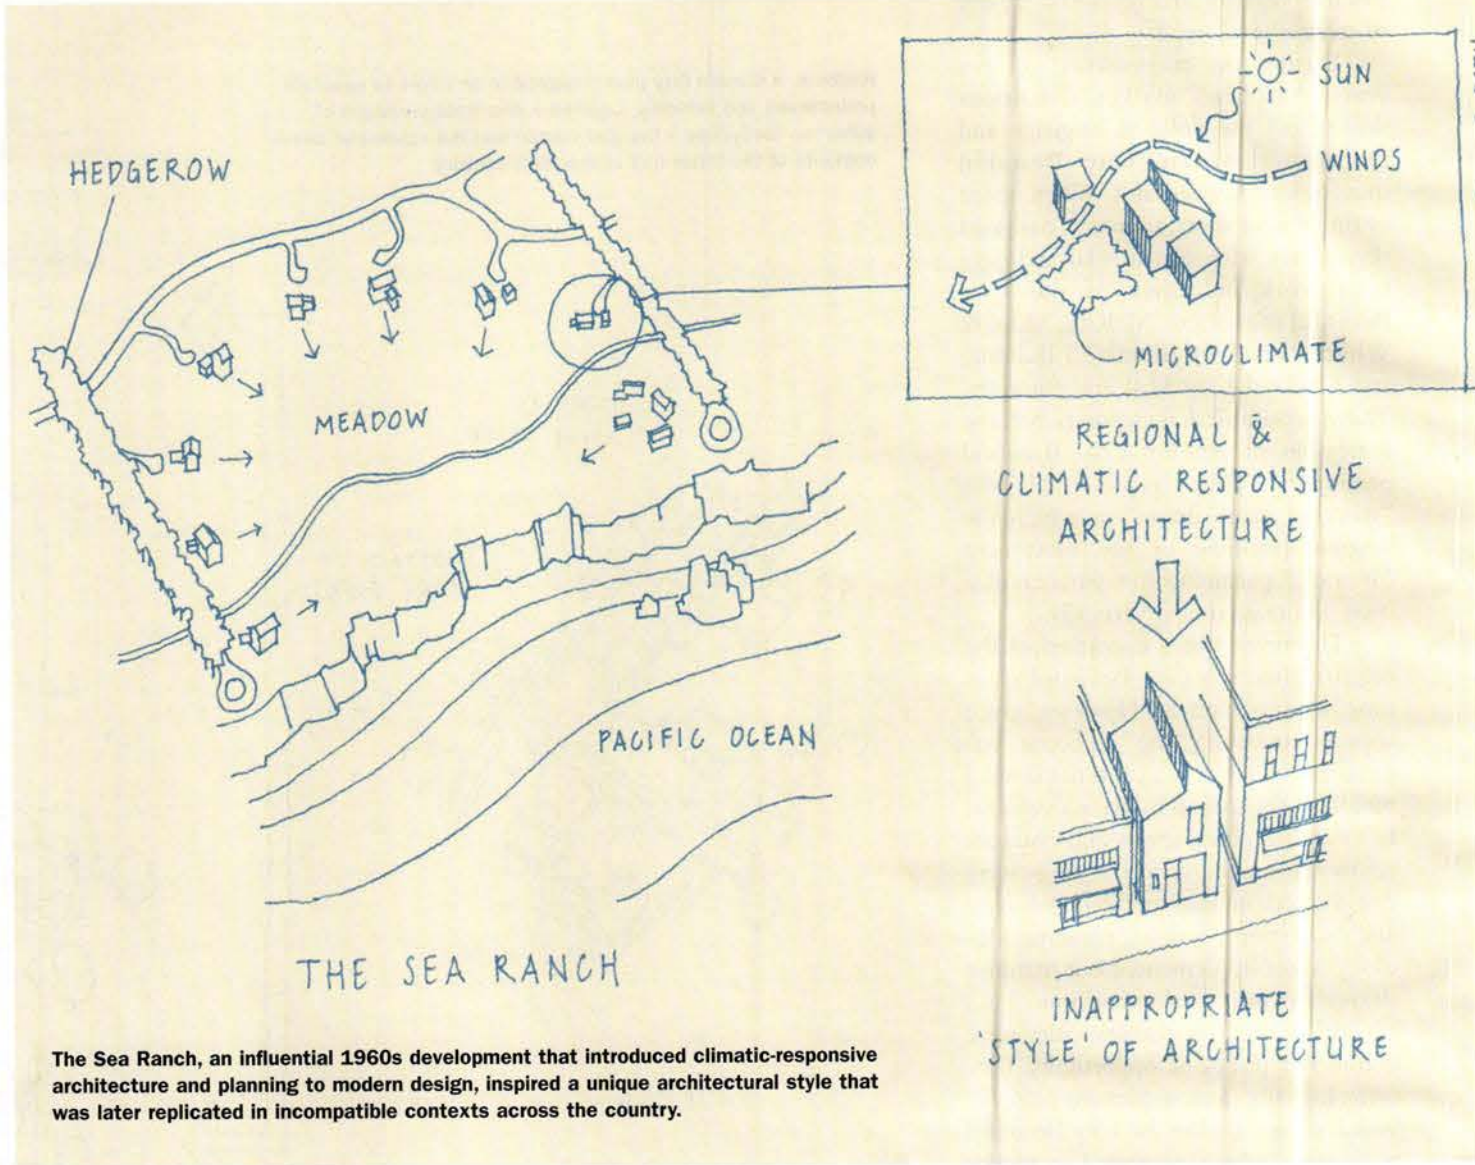 HEDGEROW
MEADOW
PACIFIC OCEAN
THE SEA RANCH
SUN
WINDS
MICROCLIMATE
REGIONAL &
CLIMATIC RESPONSIVE
ARCHITECTURE
INAPPROPRIATE
'STYLE' OF ARCHITECTURE
The Sea Ranch, an influential 1960s development that introduced climatic-responsive
architecture and planning to modern design, inspired a unique architectural style that
was later replicated in incompatible contexts across the country.